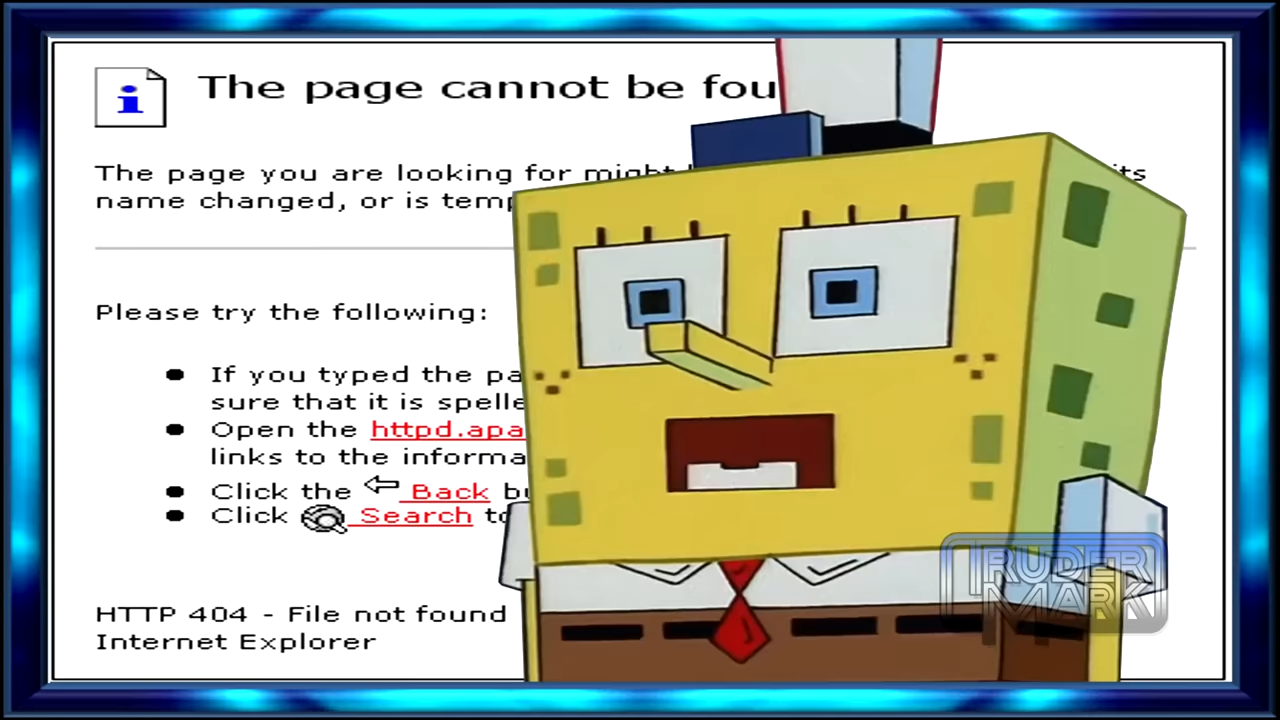 The page cannot be fou
The page you are looking for might its
name changed, or is temp
Please try the following:
If you typed the pa
sure that it is spelle
Open the httpd.apa
links to the informa
Click the Back bu
Click Search to
HTTP 404 - File not found
Internet Explorer
RUDER
MARK